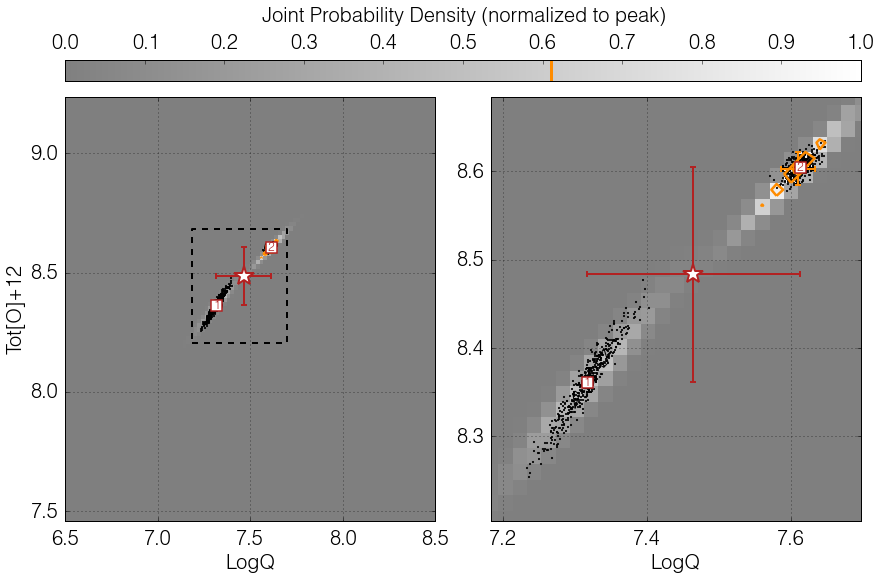 Joint Probability Density (normalized to peak)
0.0 0.1 0.2 0.3 0.4 0.5 0.6 0.7 0.8 0.9 1.0
Tot[O]+12
9.0
8.5
8.0
7.5
2
1
6.5 7.0 7.5 8.0 8.5
LogQ
8.6
8.5
8.4
8.3
2
1
7.2 7.4 7.6
LogQ